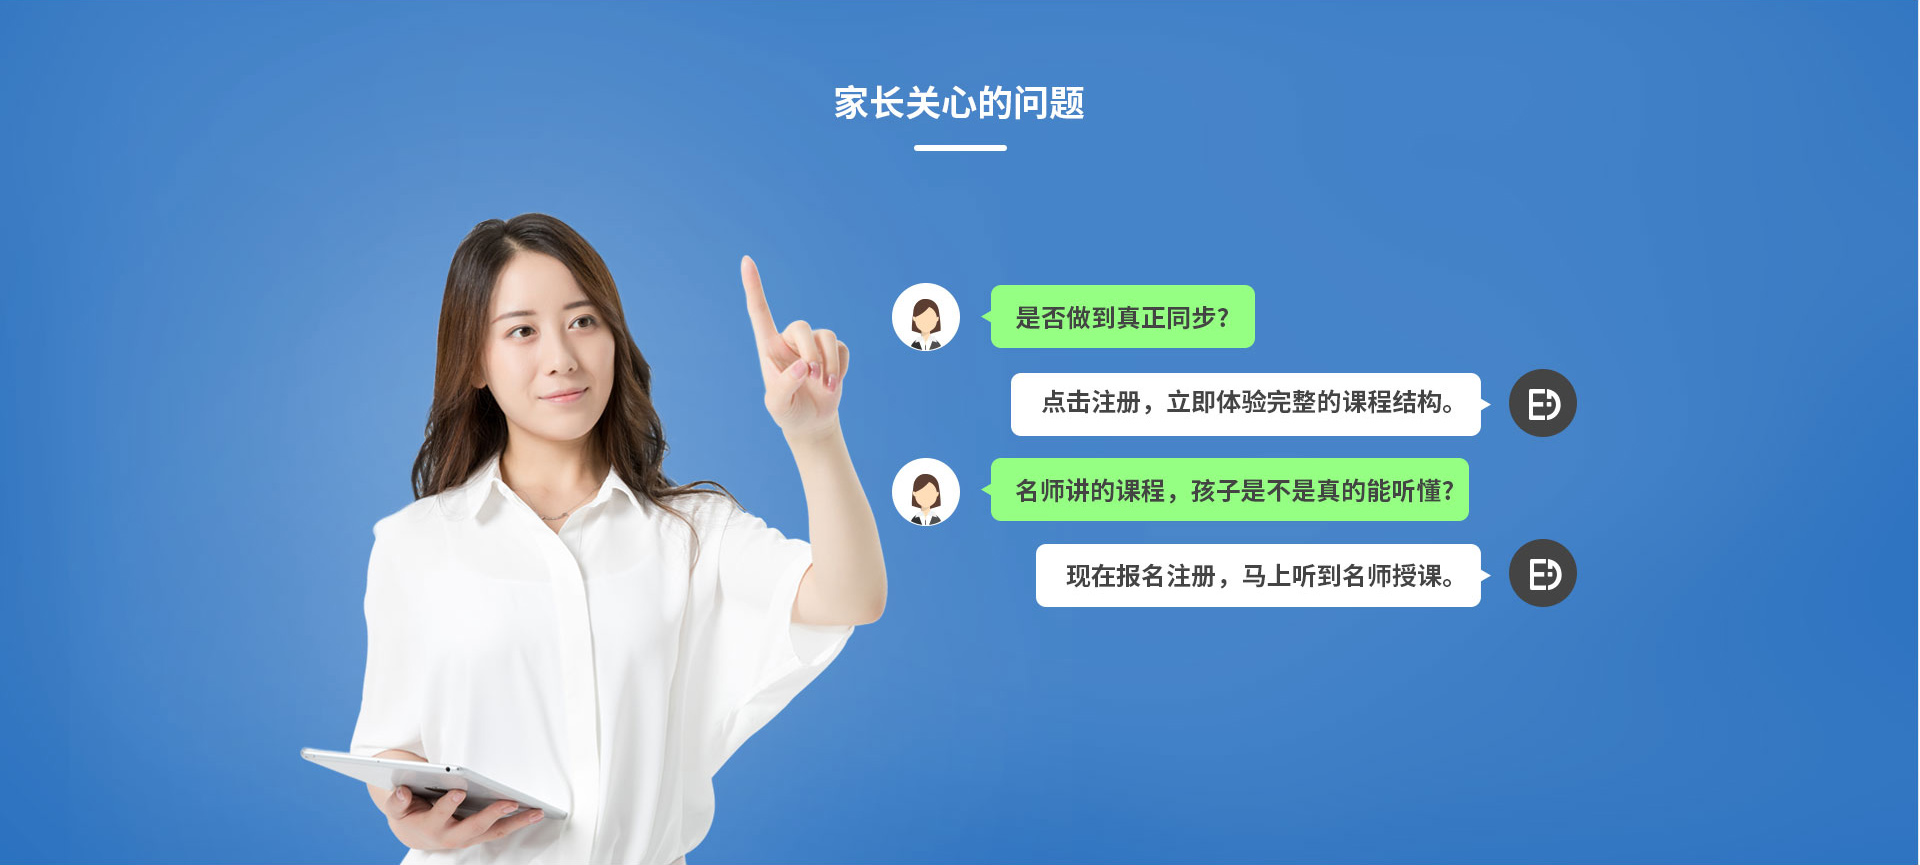 家长关心的问题
是否做到真正同步?
点击注册，立即体验完整的课程结构。
ED
名师讲的课程，孩子是不是真的能听懂?
现在报名注册，马上听到名师授课。
ED